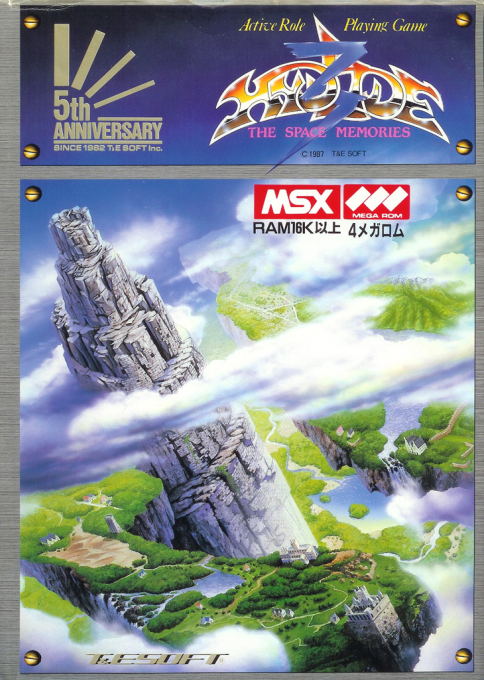 5th
ANNIVERSARY
SINCE 1982 T&E SOFT Inc.
Active Role Playing Game
HYDLIDE 3
THE SPACE MEMORIES
C 1987 T&E SOFT
MSX
MEGA ROM
RAM16K以上 4メガロム
T&ESOFT